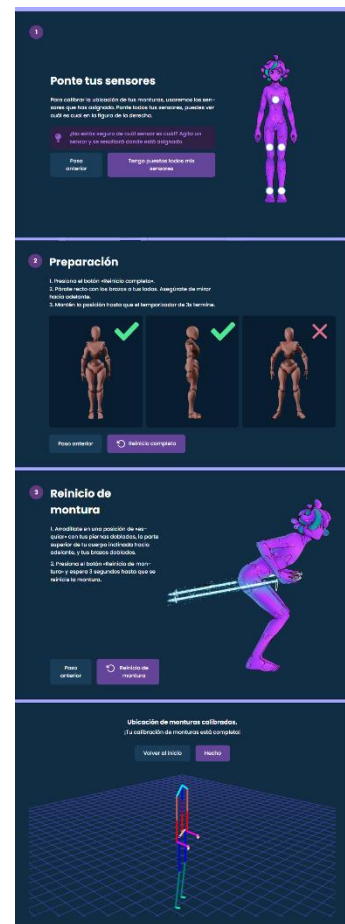 1
Ponte tus sensores
Para calibrar la ubicación de tus monturas, usaremos los sen-
sores que has asignado. Ponte todos tus sensores, puedes ver
cuál es cual en la figura de la derecha.
¿No estás seguro de cuál sensor es cuál? Agita un
sensor y se resaltará donde está asignado.
Paso
anterior
Tengo puestos todos mis
sensores
2
Preparación
1. Presiona el botón «Reinicio completo».
2. Párate recto con los brazos a tus lados. Asegúrate de mirar
hacia adelante.
3. Mantén la posición hasta que el temporizador de 3s termine.
Paso anterior
Reinicio completo
3
Reinicio de
montura
1. Arrodíllate en una posición de «es-
quiar» con tus piernas dobladas, la parte
superior de tu cuerpo inclinada hacia
adelante, y tus brazos doblados.
2. Presiona el botón «Reinicio de mon-
tura» y espera 3 segundos hasta que se
reinicie la montura.
Paso
anterior
Reinicio de
montura
Ubicación de monturas calibradas.
¡Tu calibración de monturas está completa!
Volver al inicio
Hecho